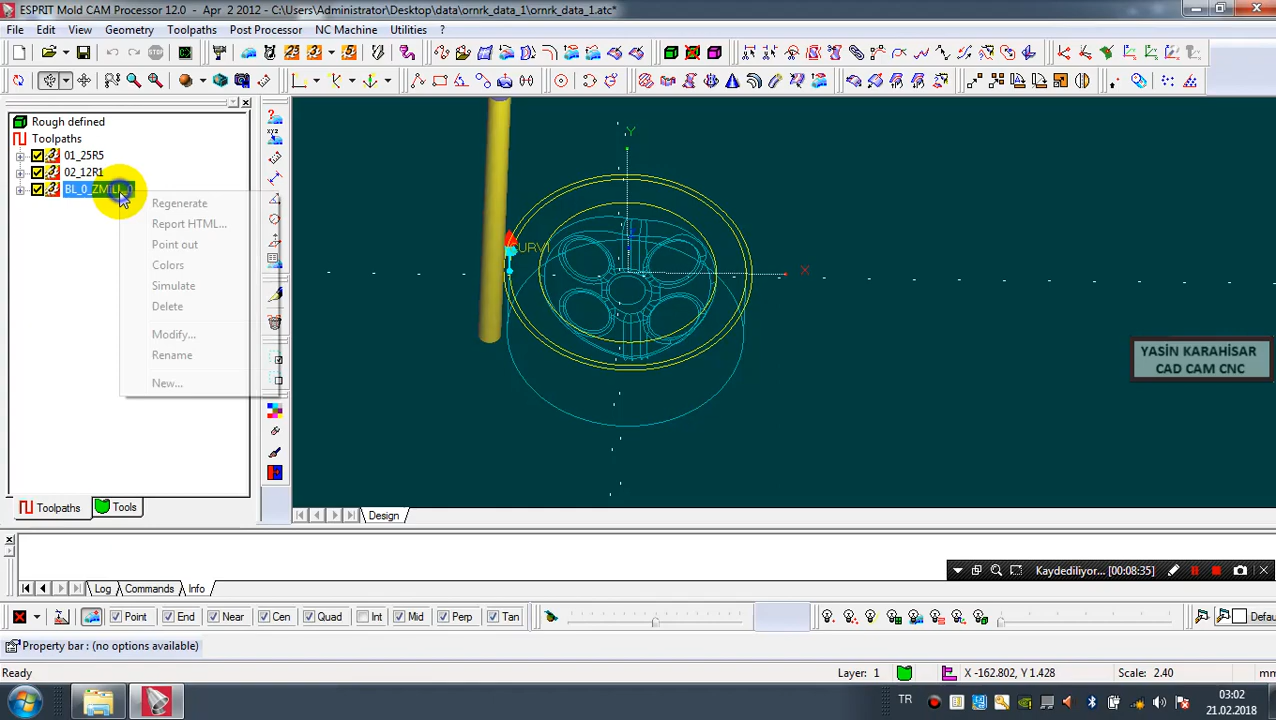 ESPRIT Mold CAM Processor 12.0 - Apr 2 2012 - C:\Users\Administrator\Desktop\data\ornrk_data_1\ornrk_data_1.atc*
File Edit View Geometry Toolpaths Post Processor NC Machine Utilities ?
Rough defined
Toolpaths
01_25R5
02_12R1
Regenerate
Report HTML...
Point out
Colors
Simulate
Delete
Modify...
Rename
New...
Toolpaths Tools
Y
X
YASİN KARAHİSAR
CAD CAM CNC
Design
Kaydediliyor... [00:08:35]
Log Commands Info
Point End Near Cen Quad Int Mid Perp Tan
Property bar : (no options available)
Ready
Layer: 1
X -162.802, Y 1.428
Scale: 2.40
TR
03:02
21.02.2018